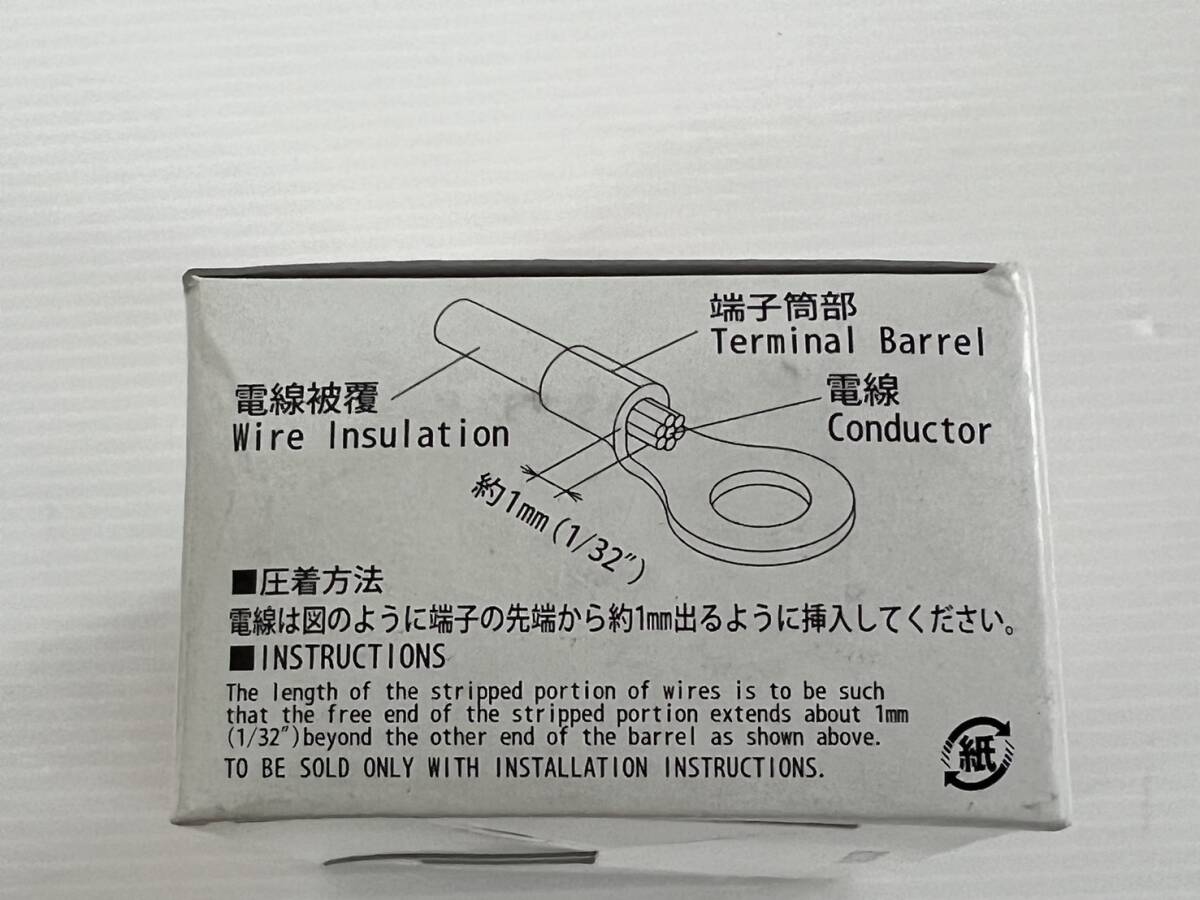 端子筒部
Terminal Barrel
電線被覆
Wire Insulation
電線
Conductor
約1mm(1/32")
■圧着方法
電線は図のように端子の先端から約1mm出るように挿入してください。
■INSTRUCTIONS
The length of the stripped portion of wires is to be such
that the free end of the stripped portion extends about 1mm
(1/32")beyond the other end of the barrel as shown above.
TO BE SOLD ONLY WITH INSTALLATION INSTRUCTIONS.
紙